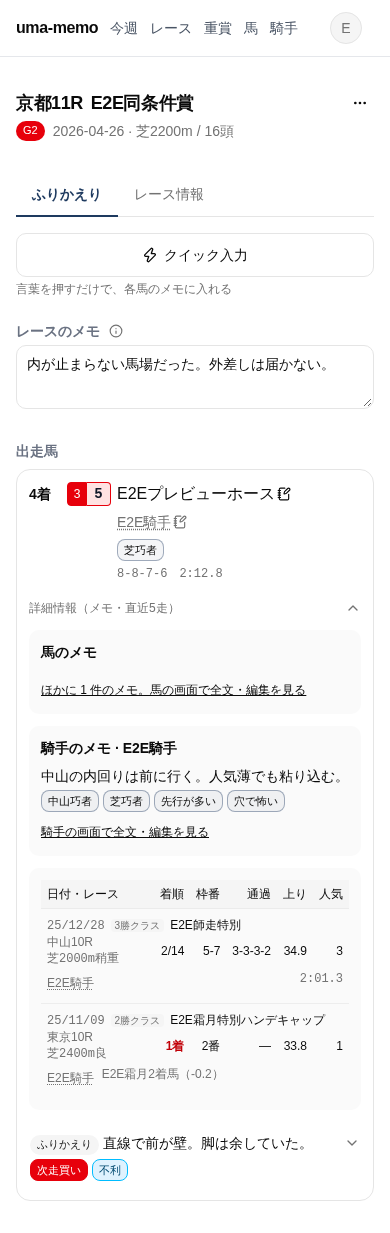 uma-memo 今週 レース 重賞 馬 騎手 E
京都11R E2E同条件賞
G2 2026-04-26 · 芝2200m / 16頭
ふりかえり レース情報
クイック入力
言葉を押すだけで、各馬のメモに入れる
レースのメモ
内が止まらない馬場だった。外差しは届かない。
出走馬
4着 3 5 E2Eプレビューホース
E2E騎手
芝巧者
8-8-7-6 2:12.8
詳細情報（メモ・直近5走）
馬のメモ
ほかに 1 件のメモ。馬の画面で全文・編集を見る
騎手のメモ · E2E騎手
中山の内回りは前に行く。人気薄でも粘り込む。
中山巧者 芝巧者 先行が多い 穴で怖い
騎手の画面で全文・編集を見る
日付・レース 着順 枠番 通過 上り 人気
25/12/28 3勝クラス E2E師走特別
中山10R
芝2000m稍重 2/14 5-7 3-3-3-2 34.9 3
E2E騎手 2:01.3
25/11/09 2勝クラス E2E霜月特別ハンデキャップ
東京10R
芝2400m良 1着 2番 — 33.8 1
E2E騎手 E2E霜月2着馬（-0.2）
ふりかえり 直線で前が壁。脚は余していた。
次走買い 不利